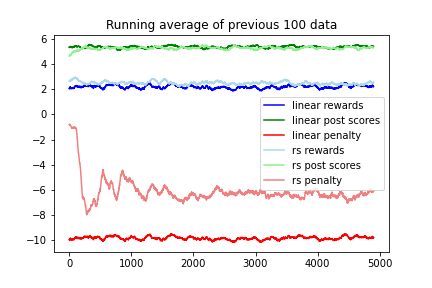 Running average of previous 100 data
6
4
2
0
−2
−4
−6
−8
−10
linear rewards
linear post scores
linear penalty
rs rewards
rs post scores
rs penalty
0 1000 2000 3000 4000 5000